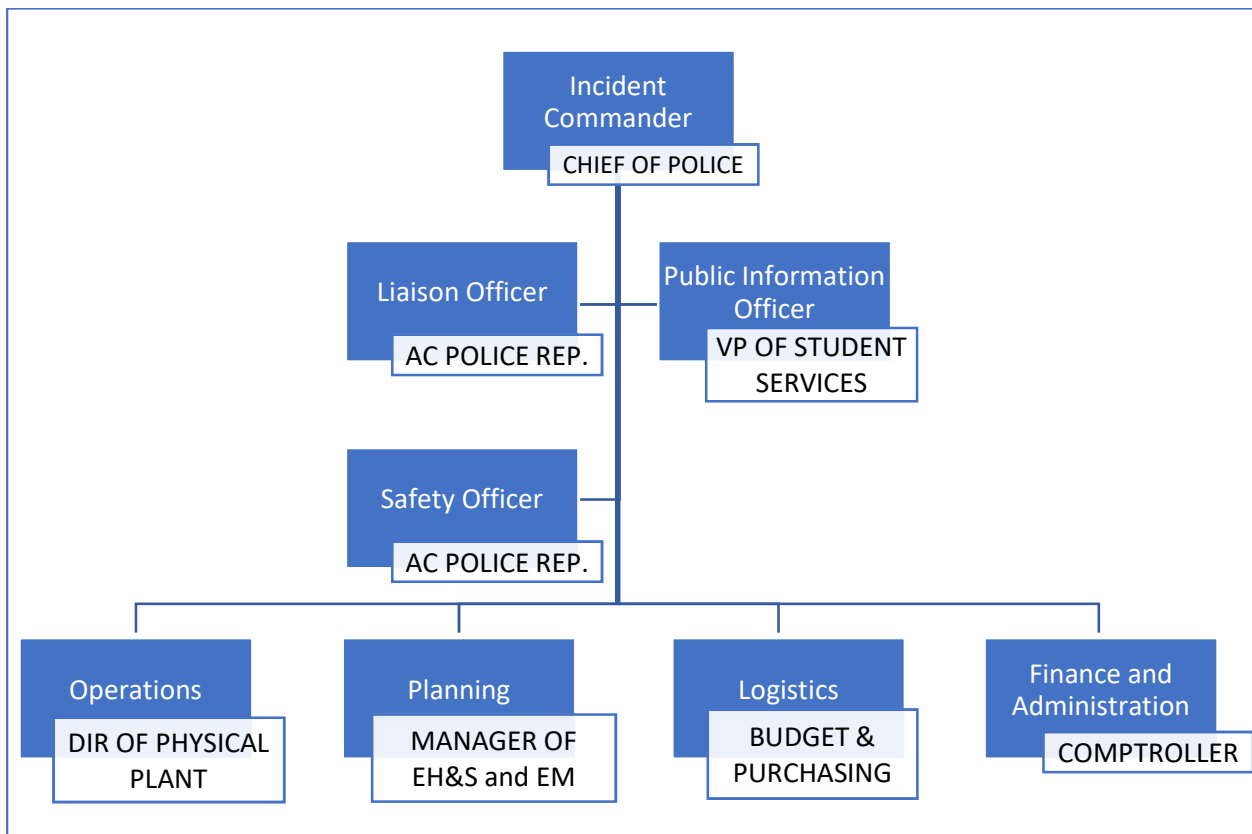 Incident
Commander
CHIEF OF POLICE
Liaison Officer
AC POLICE REP.
Public Information
Officer
VP OF STUDENT
SERVICES
Safety Officer
AC POLICE REP.
Operations
DIR OF PHYSICAL
PLANT
Planning
MANAGER OF
EH&S and EM
Logistics
BUDGET &
PURCHASING
Finance and
Administration
COMPTROLLER